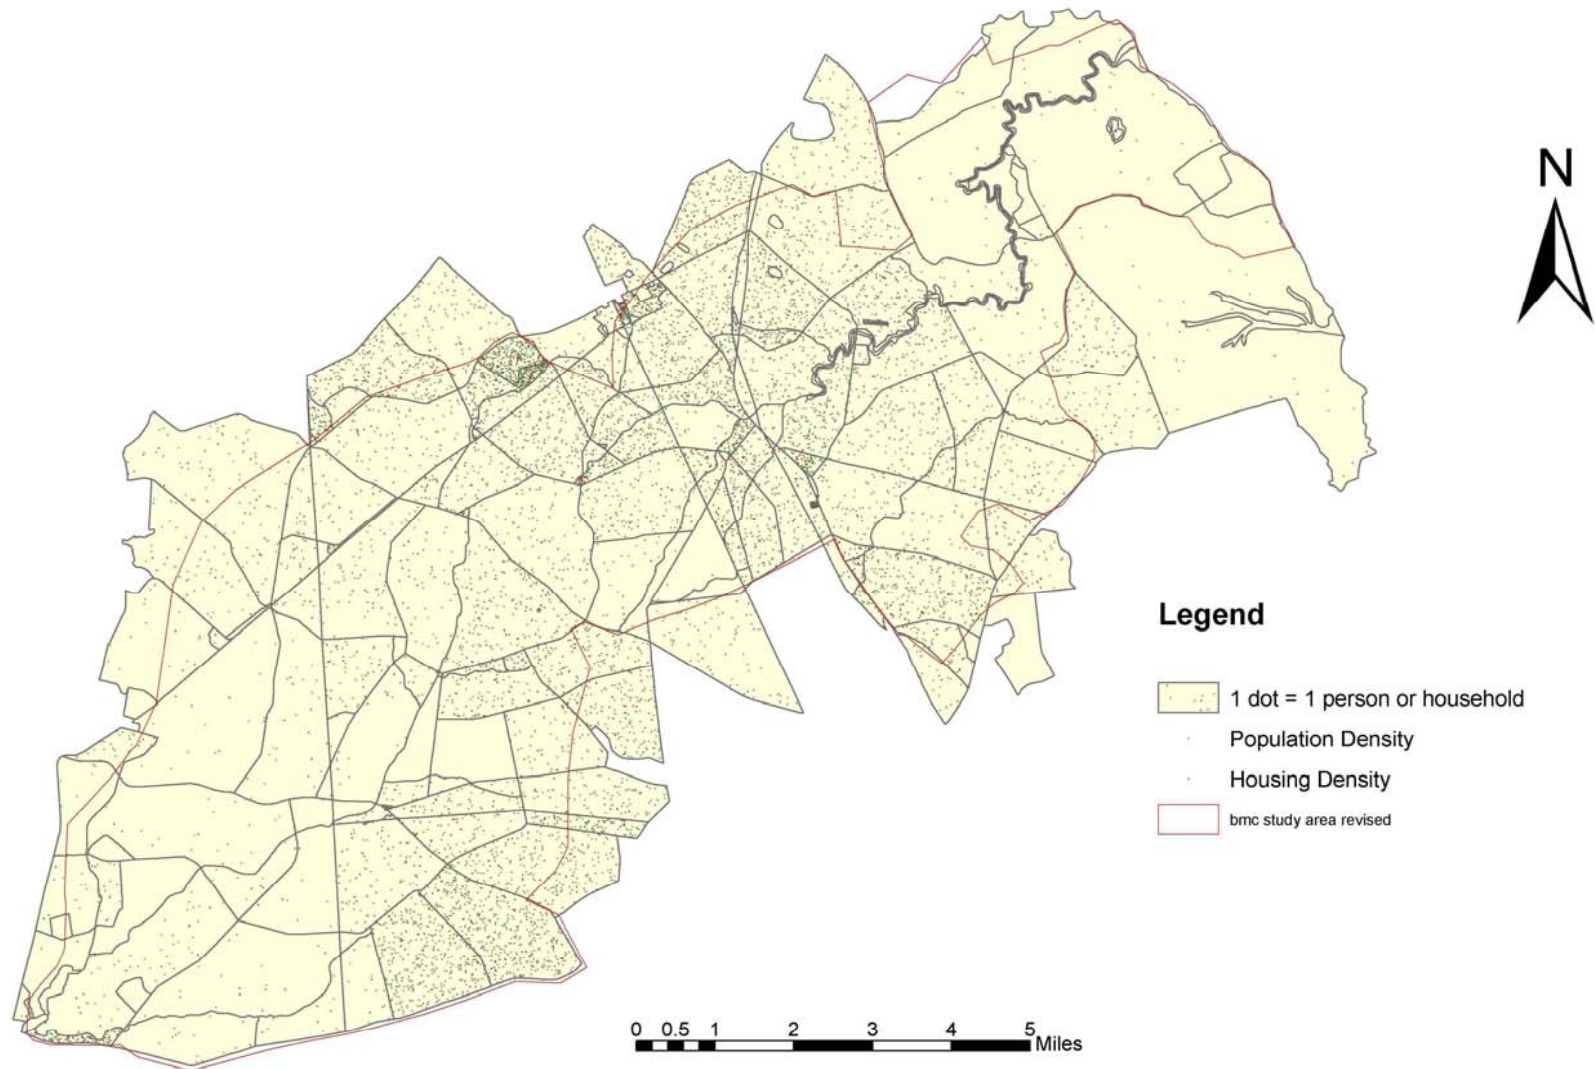 N
Legend
1 dot = 1 person or household
Population Density
Housing Density
bmc study area revised
0 0.5 1 2 3 4 5
Miles